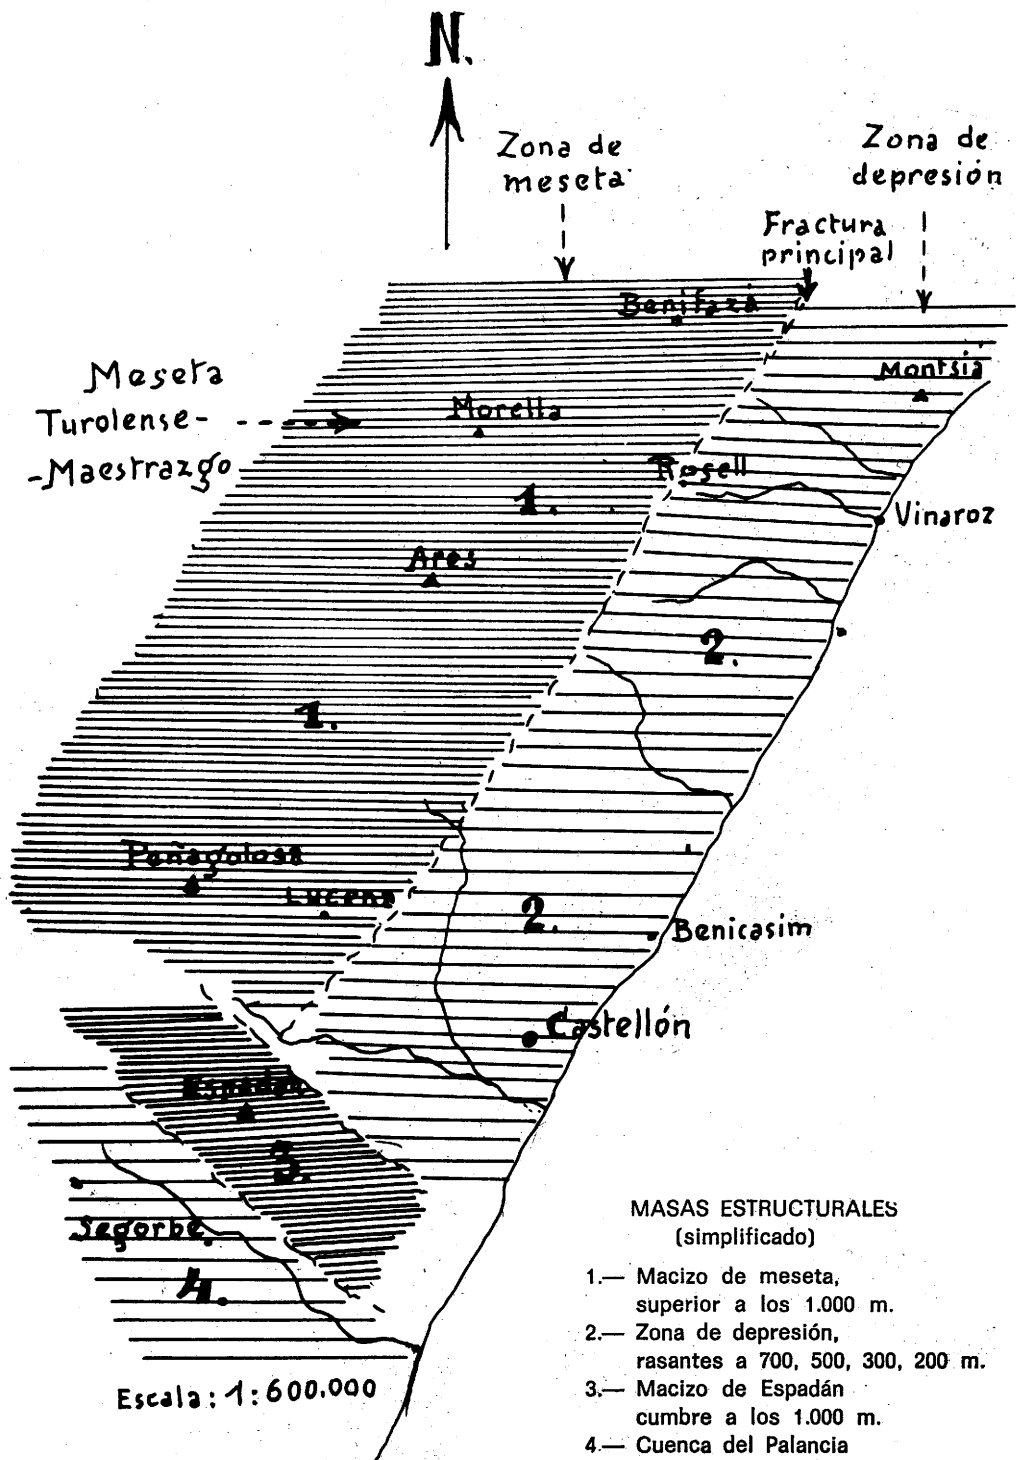 N.
Zona de
meseta
Zona de
depresión
Fractura
principal
Benifazá
Montsiá
Meseta
Turolense-
-Maestrazgo
Morella
Rosell
1.
Vinaroz
Ares
2.
1.
Peñagolosa
Lucena
2.
Benicasim
Castellón
Espadán
3.
Segorbe
4.
Escala: 1:600.000
MASAS ESTRUCTURALES
(simplificado)
1.— Macizo de meseta,
superior a los 1.000 m.
2.— Zona de depresión,
rasantes a 700, 500, 300, 200 m.
3.— Macizo de Espadán
cumbre a los 1.000 m.
4.— Cuenca del Palancia